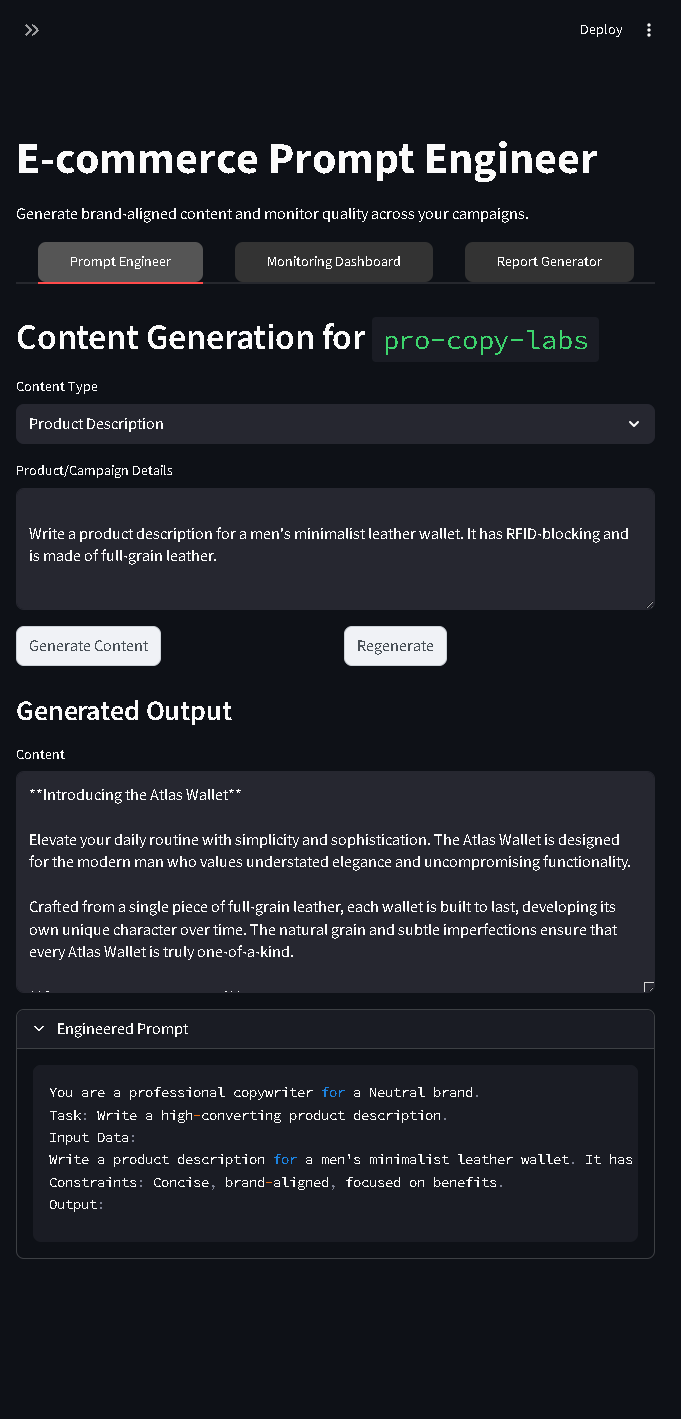 Deploy
E-commerce Prompt Engineer
Generate brand-aligned content and monitor quality across your campaigns.
Prompt Engineer
Monitoring Dashboard
Report Generator
Content Generation for pro-copy-labs
Content Type
Product Description
Product/Campaign Details
Write a product description for a men's minimalist leather wallet. It has RFID-blocking and
is made of full-grain leather.
Generate Content
Regenerate
Generated Output
Content
**Introducing the Atlas Wallet**
Elevate your daily routine with simplicity and sophistication. The Atlas Wallet is designed
for the modern man who values understated elegance and uncompromising functionality.
Crafted from a single piece of full-grain leather, each wallet is built to last, developing its
own unique character over time. The natural grain and subtle imperfections ensure that
every Atlas Wallet is truly one-of-a-kind.
Engineered Prompt
You are a professional copywriter for a Neutral brand.
Task: Write a high-converting product description.
Input Data:
Write a product description for a men's minimalist leather wallet. It has
Constraints: Concise, brand-aligned, focused on benefits.
Output: